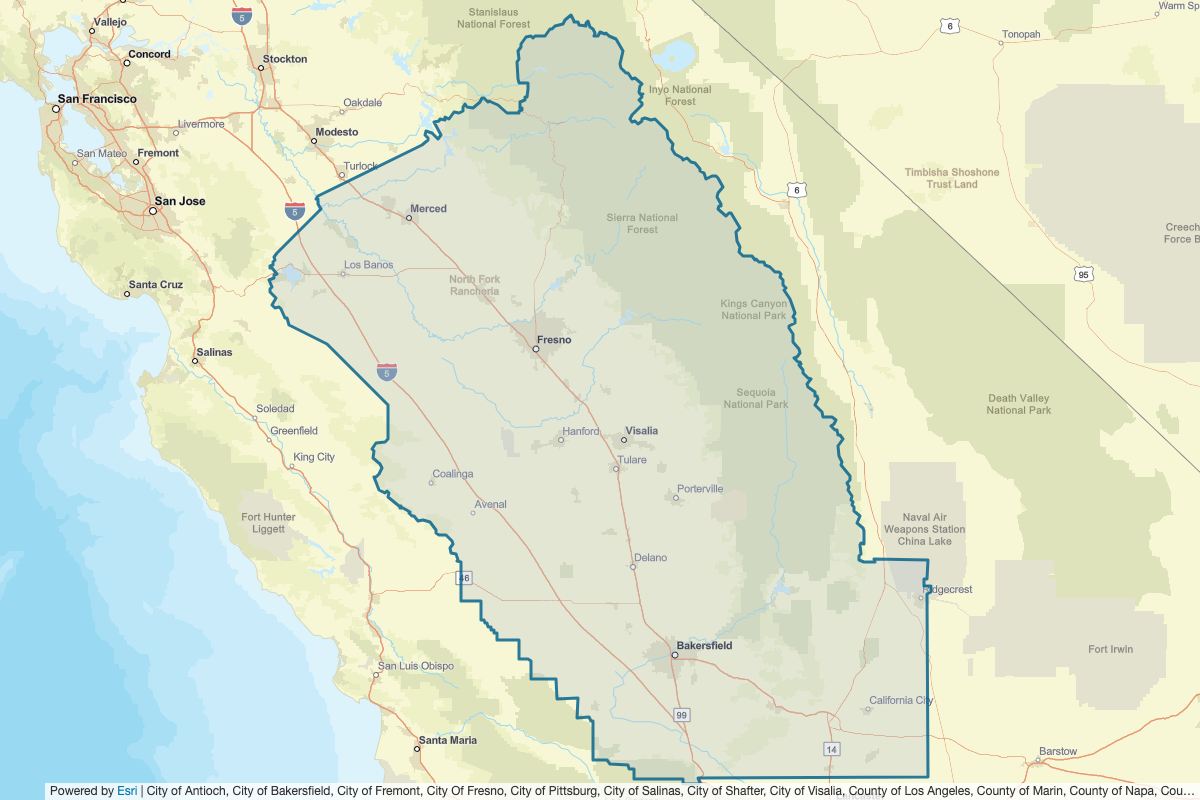 Stanislaus
National Forest
Warm Sp
5
Vallejo
6
Tonopah
Concord
Stockton
Inyo National
Forest
San Francisco
Oakdale
Livermore
Modesto
San Mateo
Fremont
Turlock
Timbisha Shoshone
Trust Land
6
San Jose
5
Merced
Sierra National
Forest
Creech
Force B
Los Banos
95
Santa Cruz
North Fork
Rancheria
Kings Canyon
National Park
Fresno
Salinas
5
Sequoia
National Park
Death Valley
National Park
Soledad
Greenfield
Hanford
Visalia
King City
Tulare
Coalinga
Porterville
Avenal
Fort Hunter
Liggett
Naval Air
Weapons Station
China Lake
Delano
46
Ridgecrest
Bakersfield
Fort Irwin
San Luis Obispo
California City
99
Santa Maria
14
Barstow
Powered by Esri | City of Antioch, City of Bakersfield, City of Fremont, City Of Fresno, City of Pittsburg, City of Salinas, City of Shafter, City of Visalia, County of Los Angeles, County of Marin, County of Napa, Cou...